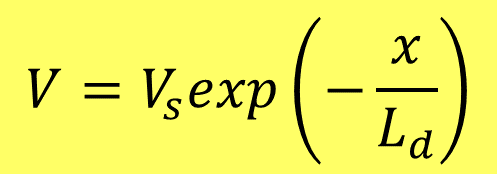 V = V_s exp(−x/L_d)